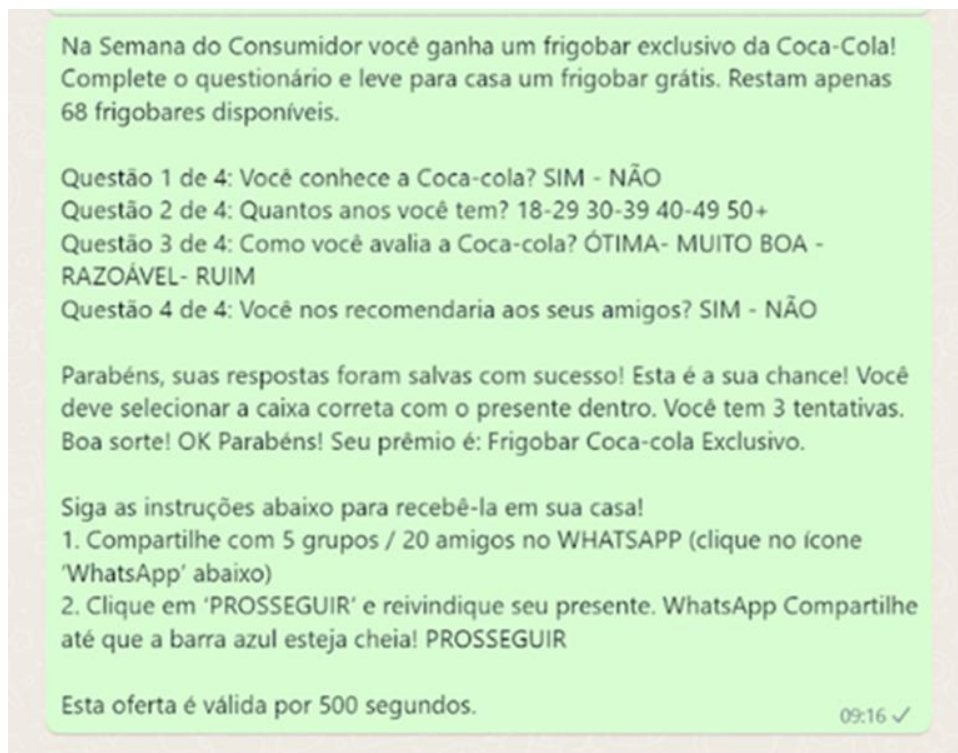 Na Semana do Consumidor você ganha um frigobar exclusivo da Coca-Cola!
Complete o questionário e leve para casa um frigobar grátis. Restam apenas
68 frigobares disponíveis.
Questão 1 de 4: Você conhece a Coca-cola? SIM - NÃO
Questão 2 de 4: Quantos anos você tem? 18-29 30-39 40-49 50+
Questão 3 de 4: Como você avalia a Coca-cola? ÓTIMA- MUITO BOA -
RAZOÁVEL- RUIM
Questão 4 de 4: Você nos recomendaria aos seus amigos? SIM - NÃO
Parabéns, suas respostas foram salvas com sucesso! Esta é a sua chance! Você
deve selecionar a caixa correta com o presente dentro. Você tem 3 tentativas.
Boa sorte! OK Parabéns! Seu prêmio é: Frigobar Coca-cola Exclusivo.
Siga as instruções abaixo para recebê-la em sua casa!
1. Compartilhe com 5 grupos / 20 amigos no WHATSAPP (clique no ícone
'WhatsApp' abaixo)
2. Clique em 'PROSSEGUIR' e reivindique seu presente. WhatsApp Compartilhe
até que a barra azul esteja cheia! PROSSEGUIR
Esta oferta é válida por 500 segundos.
09:16